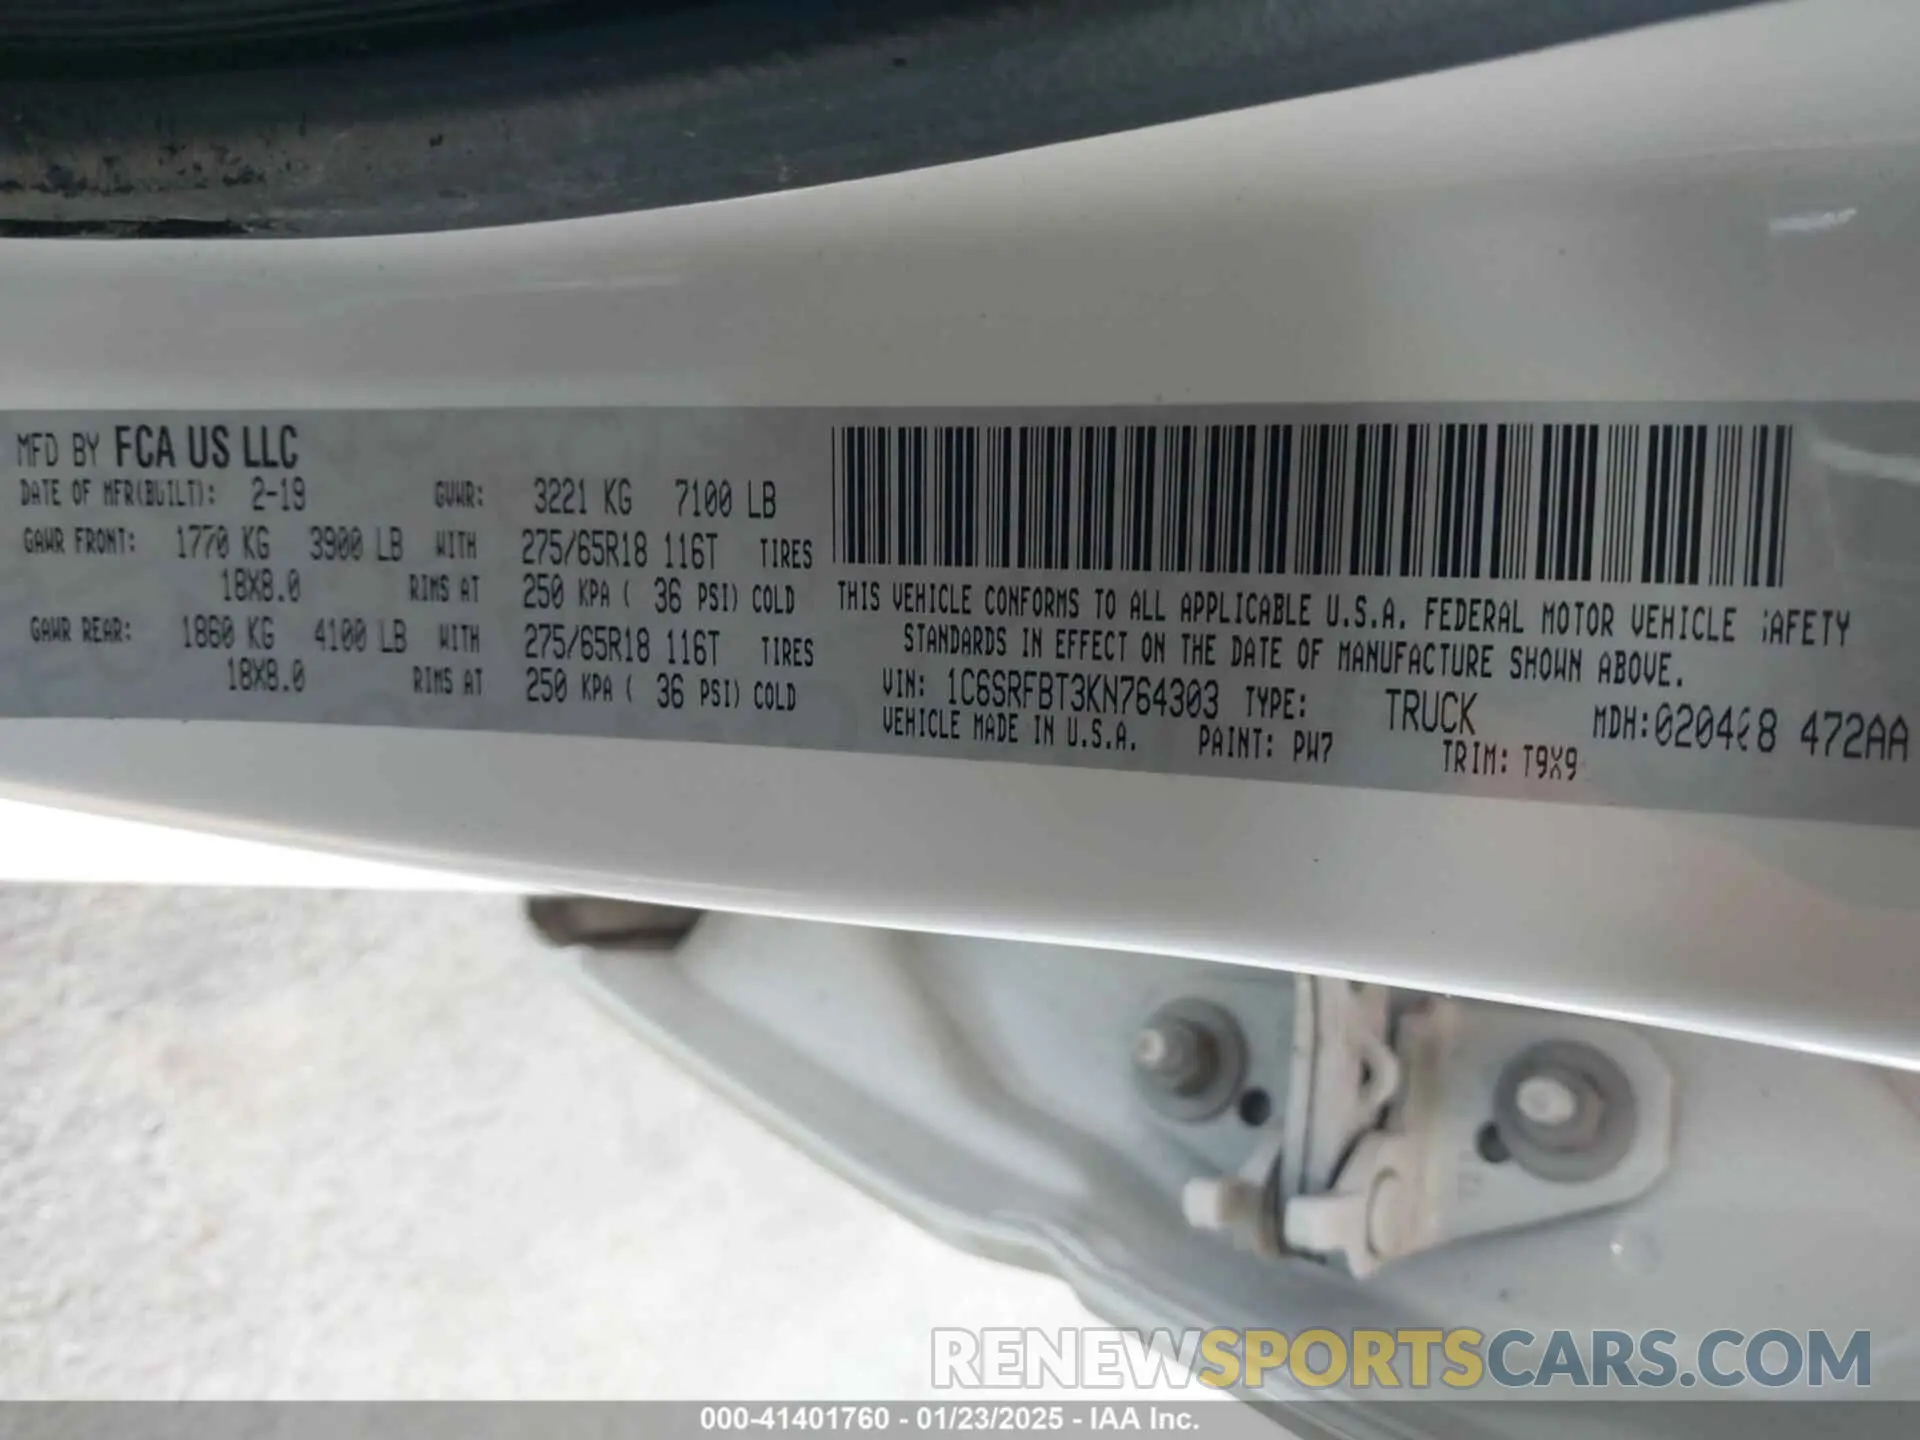 MFD BY FCA US LLC
DATE OF MFR(BUILT): 2-19 GVWR: 3221 KG 7100 LB
GAWR FRONT: 1770 KG 3900 LB WITH 275/65R18 116T TIRES
18X8.0 RIMS AT 250 KPA ( 36 PSI) COLD
GAWR REAR: 1860 KG 4100 LB WITH 275/65R18 116T TIRES
18X8.0 RIMS AT 250 KPA ( 36 PSI) COLD
THIS VEHICLE CONFORMS TO ALL APPLICABLE U.S.A. FEDERAL MOTOR VEHICLE SAFETY
STANDARDS IN EFFECT ON THE DATE OF MANUFACTURE SHOWN ABOVE.
VIN: 1C6SRFBT3KN764303 TYPE: TRUCK MDH: 472AA
VEHICLE MADE IN U.S.A. PAINT: PW7 TRIM: T9X9
RENEWSPORTSCARS.COM
000-41401760 - 01/23/2025 - IAA Inc.